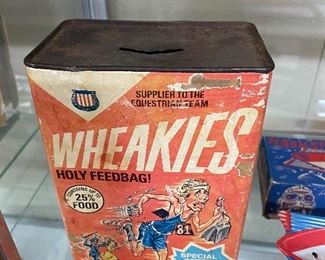 SUPPLIER TO THE
EQUESTRIAN TEAM
WHEAKIES
HOLY FEEDBAG!
CONTAINS UP TO
25%
FOOD
81
SPECIAL